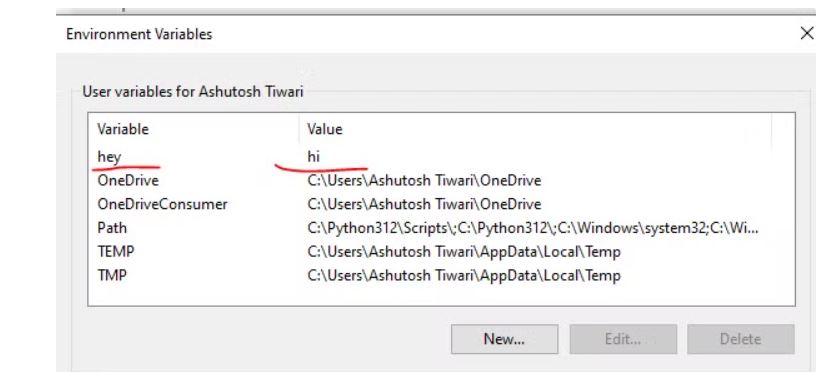 Environment Variables
User variables for Ashutosh Tiwari
Variable Value
hey hi
OneDrive C:\Users\Ashutosh Tiwari\OneDrive
OneDriveConsumer C:\Users\Ashutosh Tiwari\OneDrive
Path C:\Python312\Scripts\;C:\Python312\;C:\Windows\system32;C:\Wi...
TEMP C:\Users\Ashutosh Tiwari\AppData\Local\Temp
TMP C:\Users\Ashutosh Tiwari\AppData\Local\Temp
New... Edit... Delete